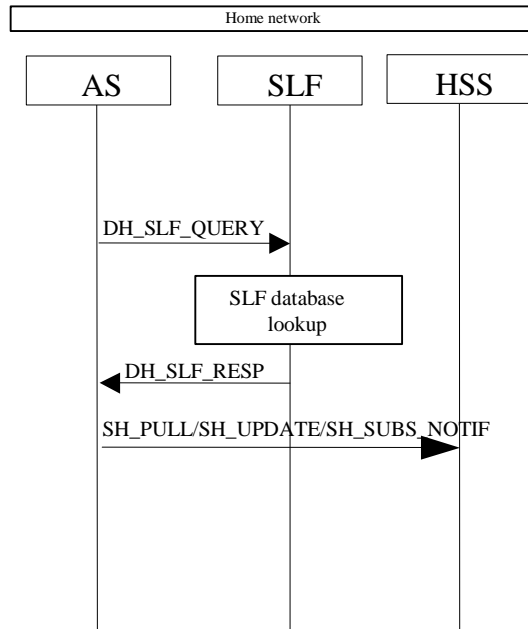 Home network
AS
SLF
HSS
DH_SLF_QUERY
SLF database
lookup
DH_SLF_RESP
SH_PULL/SH_UPDATE/SH_SUBS_NOTIF